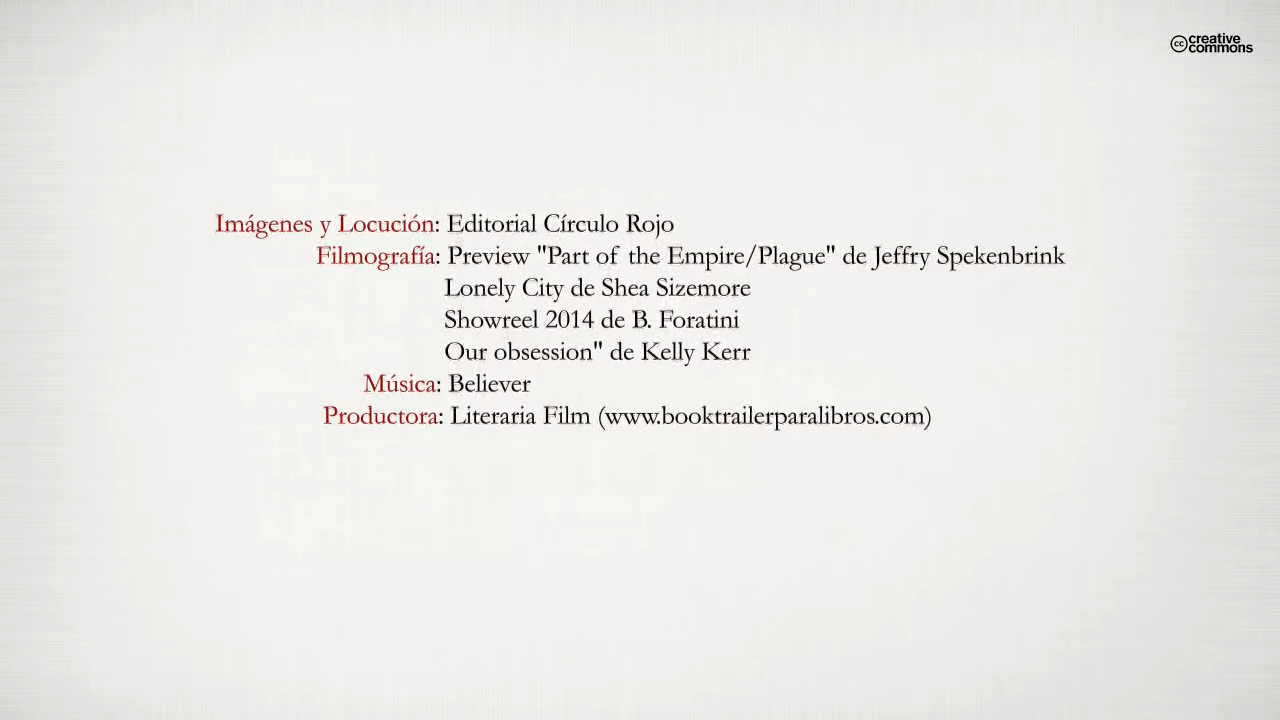 cc creative
commons
Imágenes y Locución: Editorial Círculo Rojo
Filmografía: Preview "Part of the Empire/Plague" de Jeffry Spekenbrink
Lonely City de Shea Sizemore
Showreel 2014 de B. Foratini
Our obsession" de Kelly Kerr
Música: Believer
Productora: Literaria Film (www.booktrailerparalibros.com)